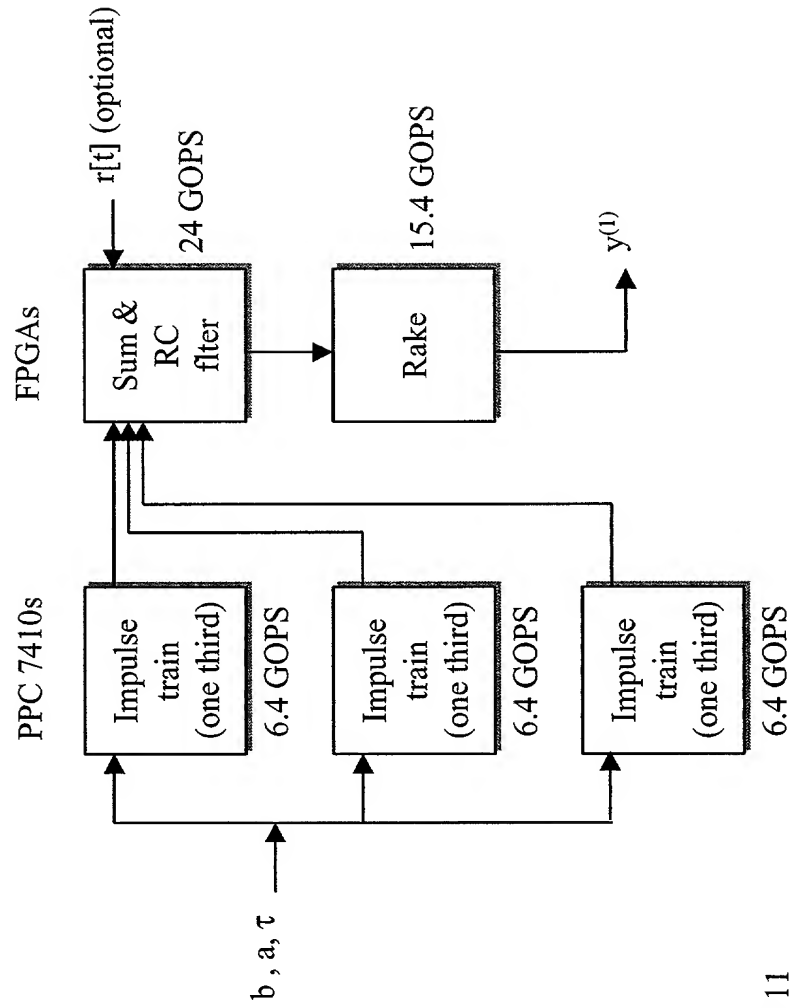 PPC 7410s
FPGAs
b , a, τ
Impulse
train
(one third)
6.4 GOPS
Impulse
train
(one third)
6.4 GOPS
Impulse
train
(one third)
6.4 GOPS
Sum &
RC
flter
24 GOPS
r[t] (optional)
Rake
15.4 GOPS
y(1)
11